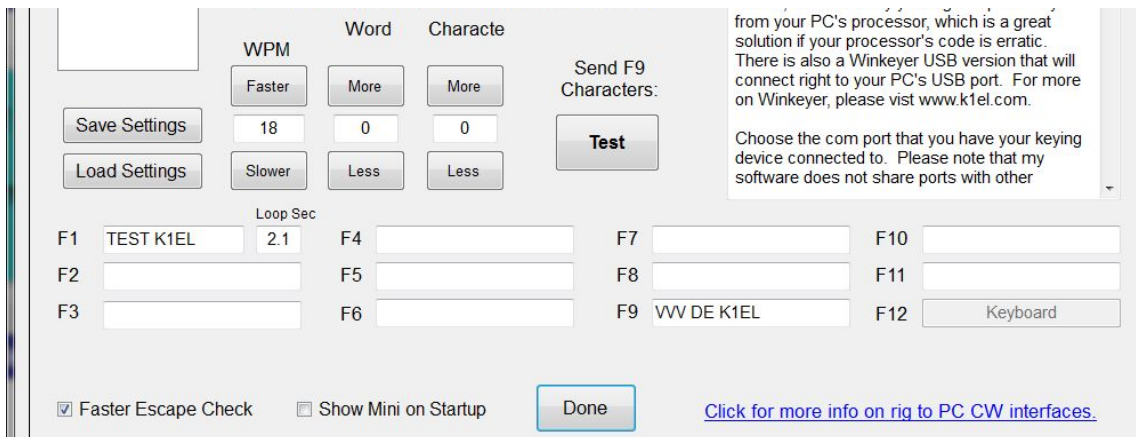 from your PC's processor, which is a great
solution if your processor's code is erratic.
There is also a Winkeyer USB version that will
connect right to your PC's USB port. For more
on Winkeyer, please vist www.k1el.com.
Choose the com port that you have your keying
device connected to. Please note that my
software does not share ports with other
WPM
Word
Characte
Faster
More
More
18
0
0
Slower
Less
Less
Save Settings
Load Settings
Send F9
Characters:
Test
Loop Sec
F1 TEST K1EL 2.1 F4 F7 F10
F2 F5 F8 F11
F3 F6 F9 VVV DE K1EL F12 Keyboard
Faster Escape Check Show Mini on Startup Done Click for more info on rig to PC CW interfaces.